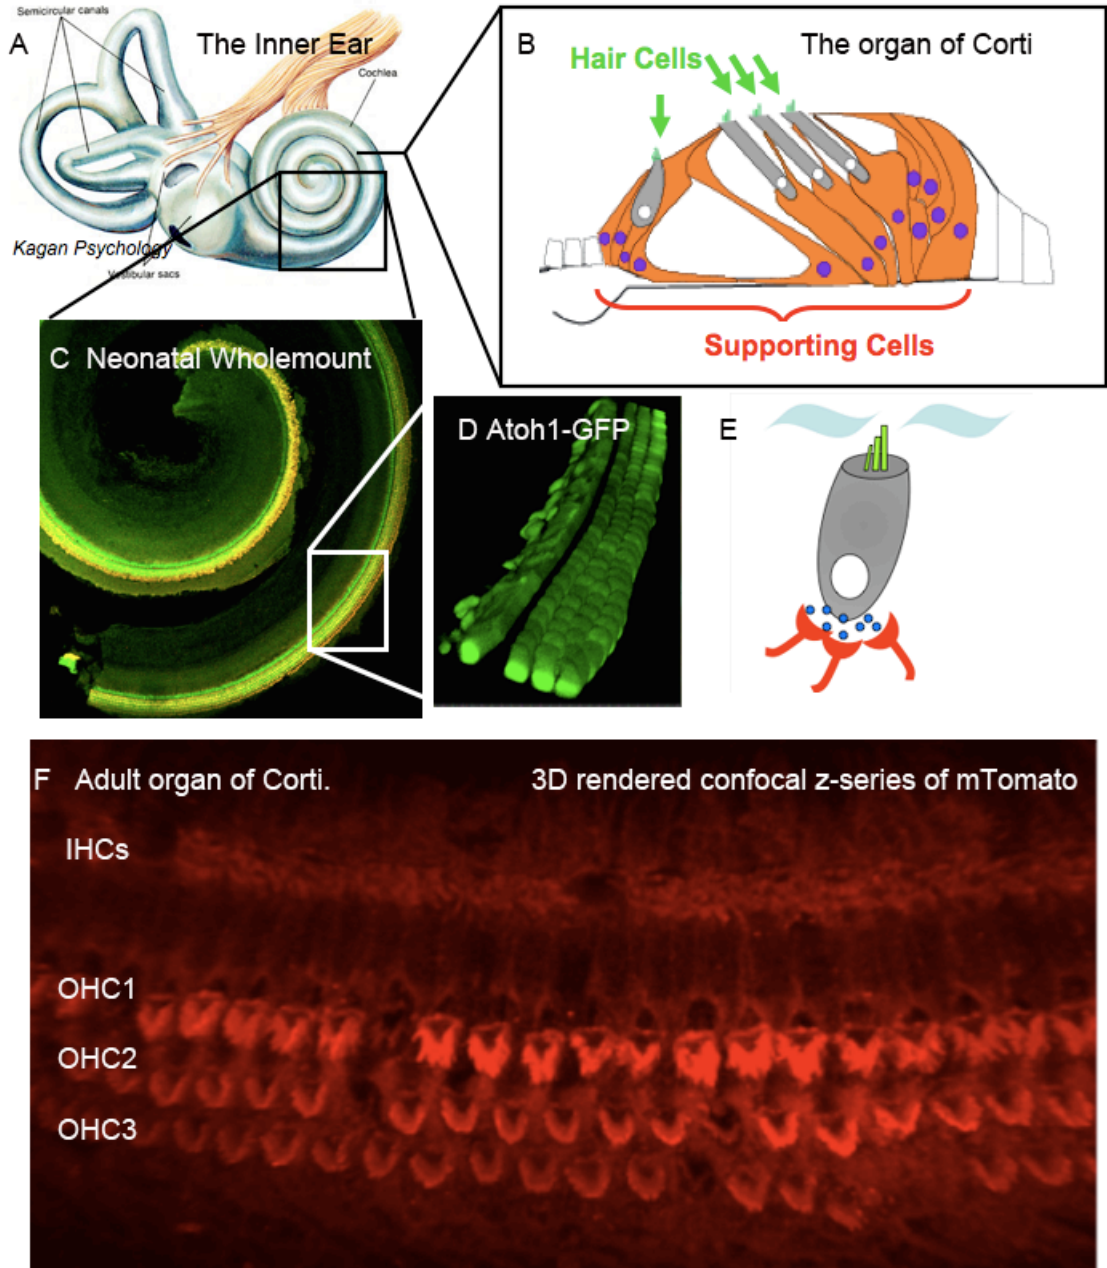 Semicircular canals
A
The Inner Ear
Cochlea
Kagan Psychology
Vestibular sacs
B
The organ of Corti
Hair Cells
Supporting Cells
C Neonatal Wholemount
D Atoh1-GFP
E
F Adult organ of Corti.
3D rendered confocal z-series of mTomato
IHCs
OHC1
OHC2
OHC3